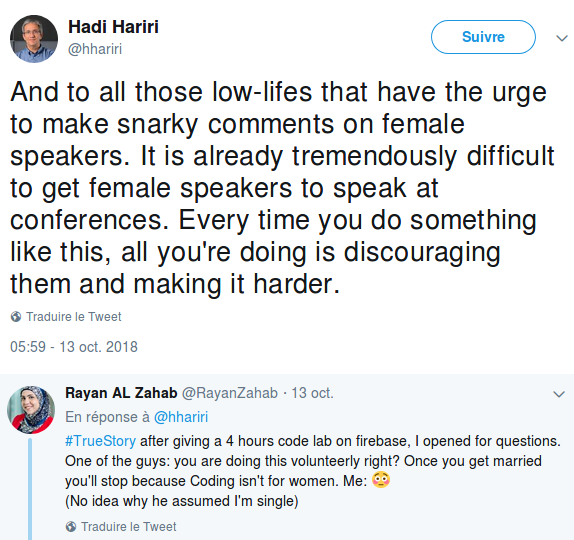 Hadi Hariri
@hhariri
Suivre
And to all those low-lifes that have the urge
to make snarky comments on female
speakers. It is already tremendously difficult
to get female speakers to speak at
conferences. Every time you do something
like this, all you're doing is discouraging
them and making it harder.
Traduire le Tweet
05:59 - 13 oct. 2018
Rayan AL Zahab @RayanZahab · 13 oct.
En réponse à @hhariri
#TrueStory after giving a 4 hours code lab on firebase, I opened for questions.
One of the guys: you are doing this volunteerly right? Once you get married
you'll stop because Coding isn't for women. Me: 😳
(No idea why he assumed I'm single)
Traduire le Tweet